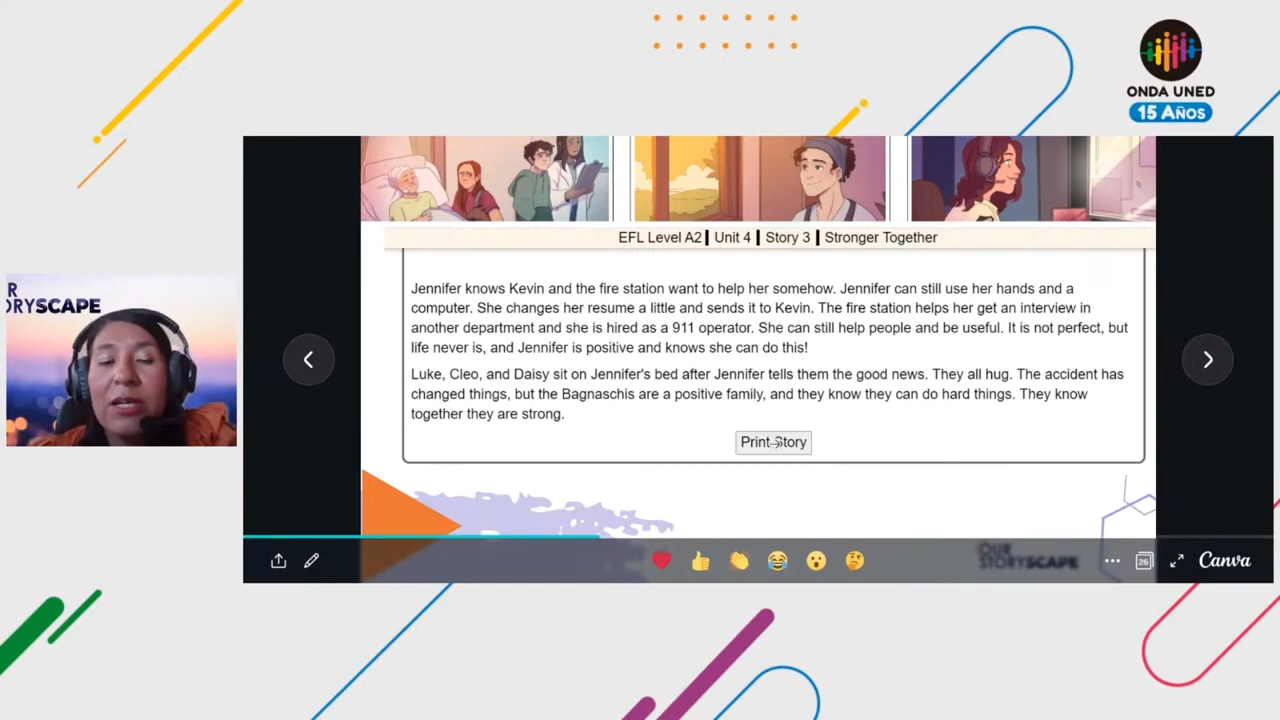 ONDA UNED
15 AÑOS
EFL Level A2 | Unit 4 | Story 3 | Stronger Together
Jennifer knows Kevin and the fire station want to help her somehow. Jennifer can still use her hands and a
computer. She changes her resume a little and sends it to Kevin. The fire station helps her get an interview in
another department and she is hired as a 911 operator. She can still help people and be useful. It is not perfect, but
life never is, and Jennifer is positive and knows she can do this!
Luke, Cleo, and Daisy sit on Jennifer's bed after Jennifer tells them the good news. They all hug. The accident has
changed things, but the Bagnaschis are a positive family, and they know they can do hard things. They know
together they are strong.
Print Story
R
ORYSCAPE
OUR
STORYSCAPE
26
Canva